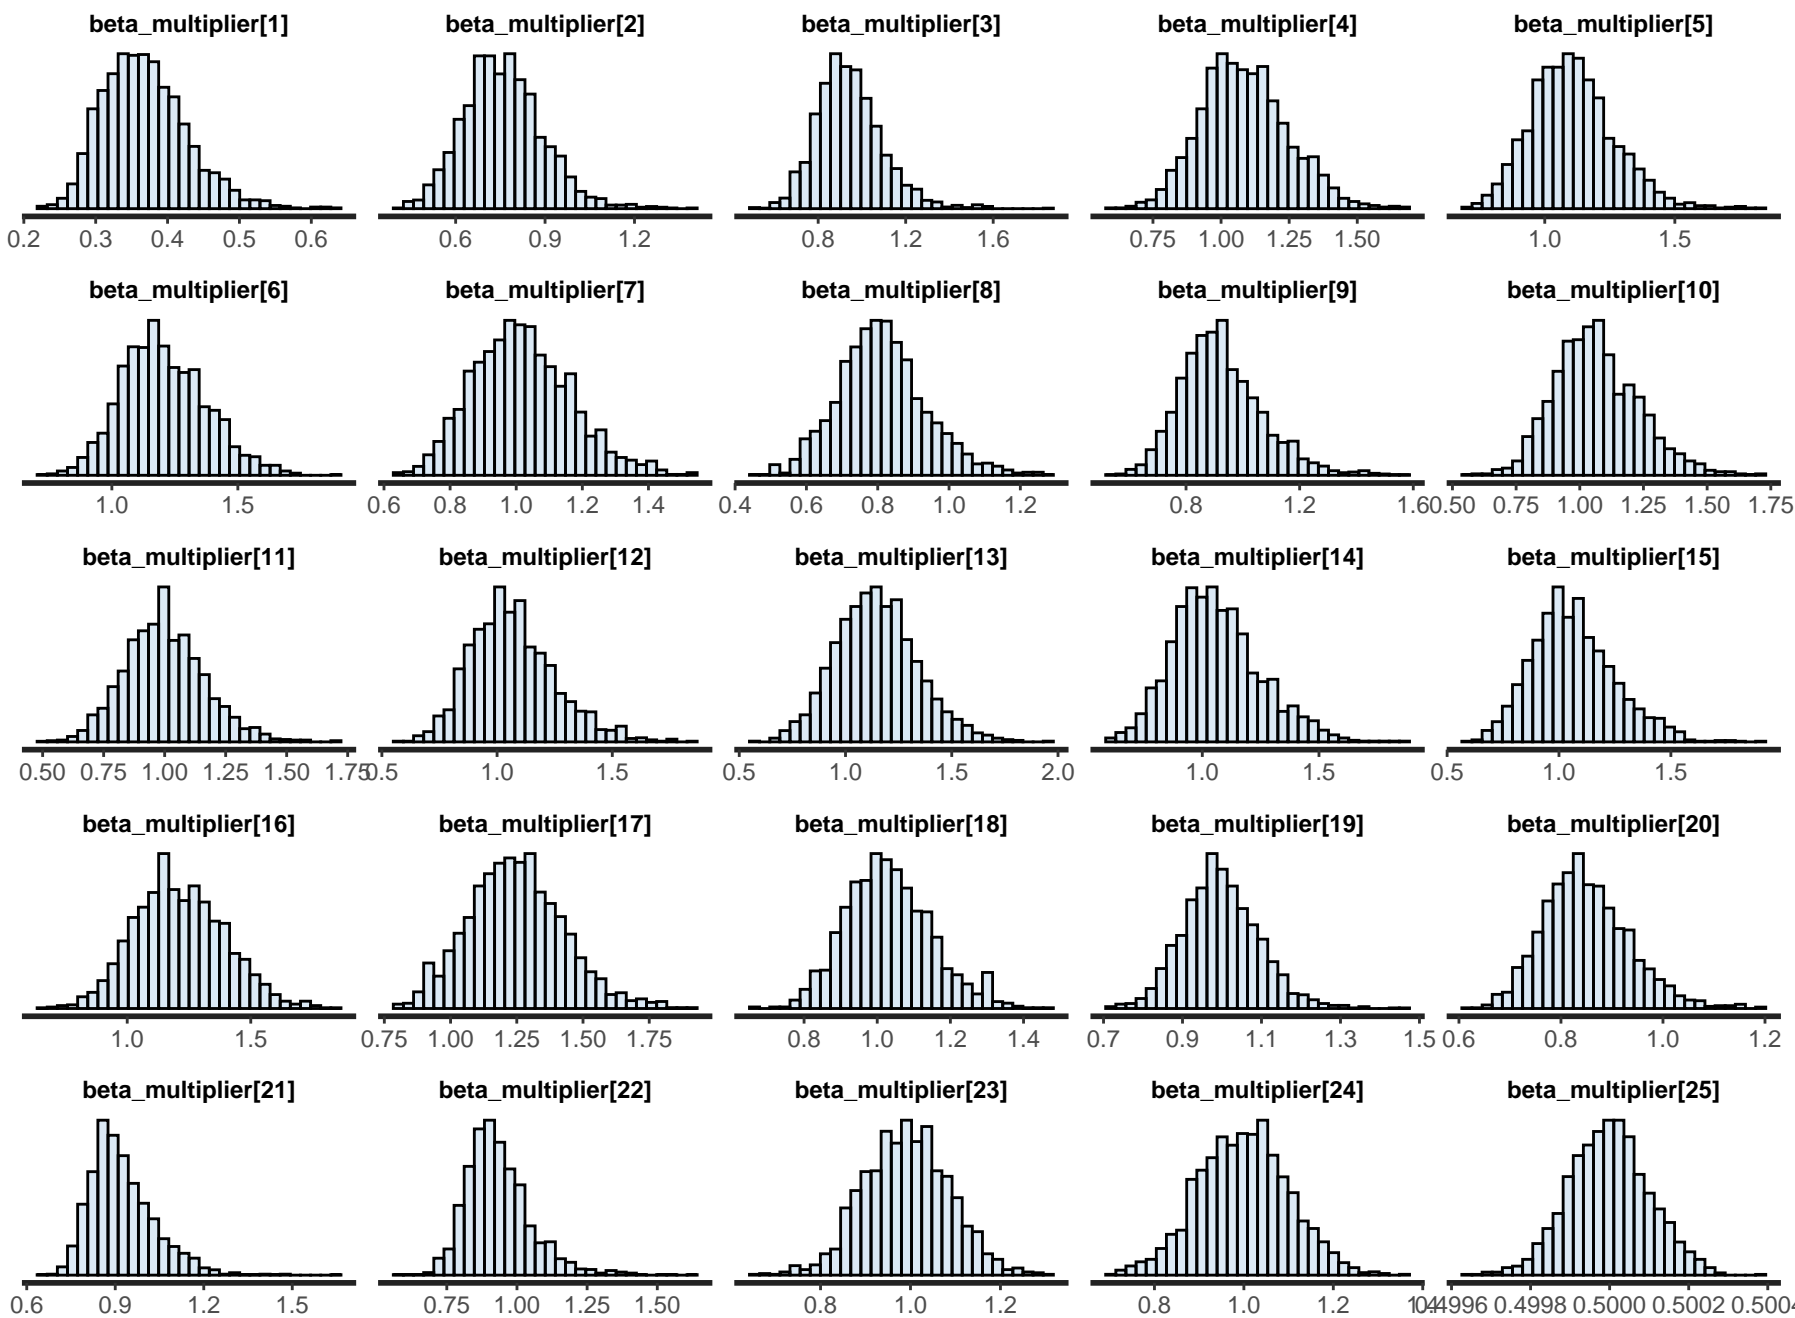 beta_multiplier[1] beta_multiplier[2] beta_multiplier[3] beta_multiplier[4] beta_multiplier[5]
0.2 0.3 0.4 0.5 0.6 0.6 0.9 1.2 0.8 1.2 1.6 0.75 1.00 1.25 1.50 1.0 1.5
beta_multiplier[6] beta_multiplier[7] beta_multiplier[8] beta_multiplier[9] beta_multiplier[10]
1.0 1.5 0.6 0.8 1.0 1.2 1.4 0.4 0.6 0.8 1.0 1.2 0.8 1.2 1.6 0.50 0.75 1.00 1.25 1.50 1.75
beta_multiplier[11] beta_multiplier[12] beta_multiplier[13] beta_multiplier[14] beta_multiplier[15]
0.50 0.75 1.00 1.25 1.50 1.75 0.5 1.0 1.5 0.5 1.0 1.5 2.0 1.0 1.5 0.5 1.0 1.5
beta_multiplier[16] beta_multiplier[17] beta_multiplier[18] beta_multiplier[19] beta_multiplier[20]
1.0 1.5 0.75 1.00 1.25 1.50 1.75 0.8 1.0 1.2 1.4 0.7 0.9 1.1 1.3 1.5 0.6 0.8 1.0 1.2
beta_multiplier[21] beta_multiplier[22] beta_multiplier[23] beta_multiplier[24] beta_multiplier[25]
0.6 0.9 1.2 1.5 0.75 1.00 1.25 1.50 0.8 1.0 1.2 0.8 1.0 1.2 1.4 0.4996 0.4998 0.5000 0.5002 0.5004